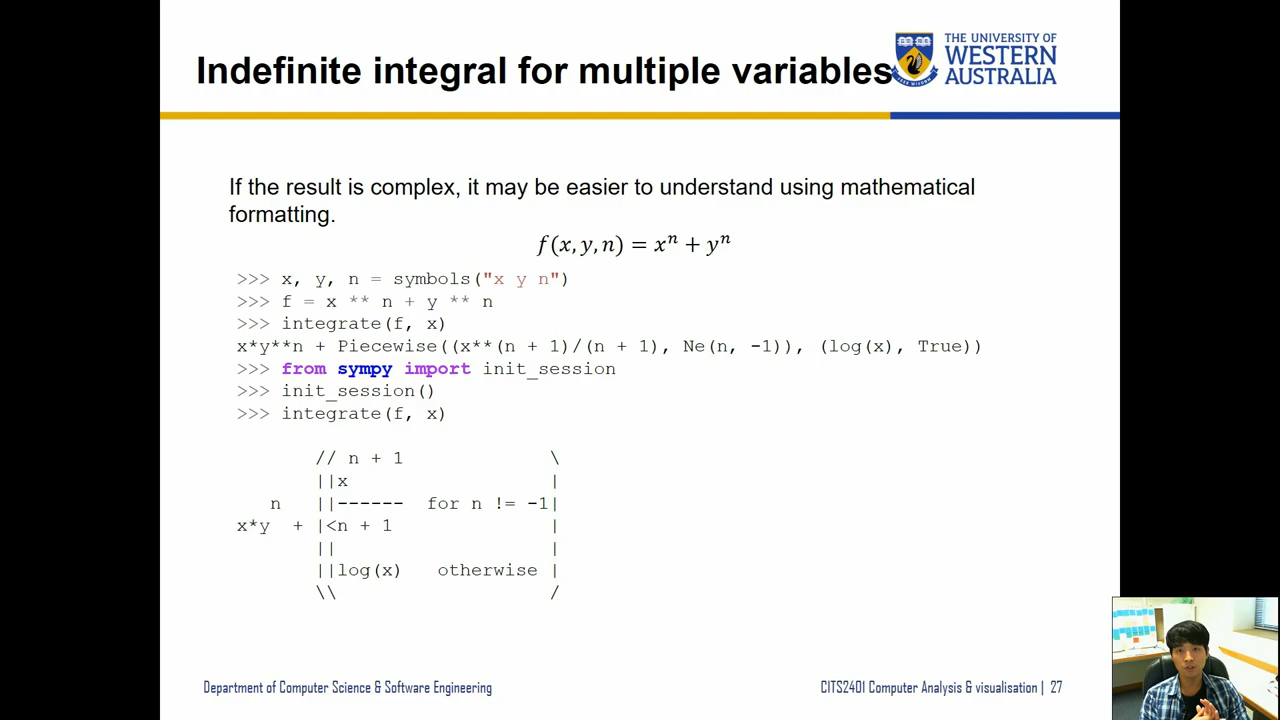 Indefinite integral for multiple variables
THE UNIVERSITY OF
WESTERN
AUSTRALIA
If the result is complex, it may be easier to understand using mathematical
formatting.
f(x, y, n) = xⁿ + yⁿ
>>> x, y, n = symbols("x y n")
>>> f = x ** n + y ** n
>>> integrate(f, x)
x*y**n + Piecewise((x**(n + 1)/(n + 1), Ne(n, -1)), (log(x), True))
>>> from sympy import init_session
>>> init_session()
>>> integrate(f, x)
// n + 1 \
||x |
n ||------ for n != -1|
x*y + |<n + 1 |
|| |
||log(x) otherwise |
\\ /
Department of Computer Science & Software Engineering
CITS2401 Computer Analysis & visualisation | 27